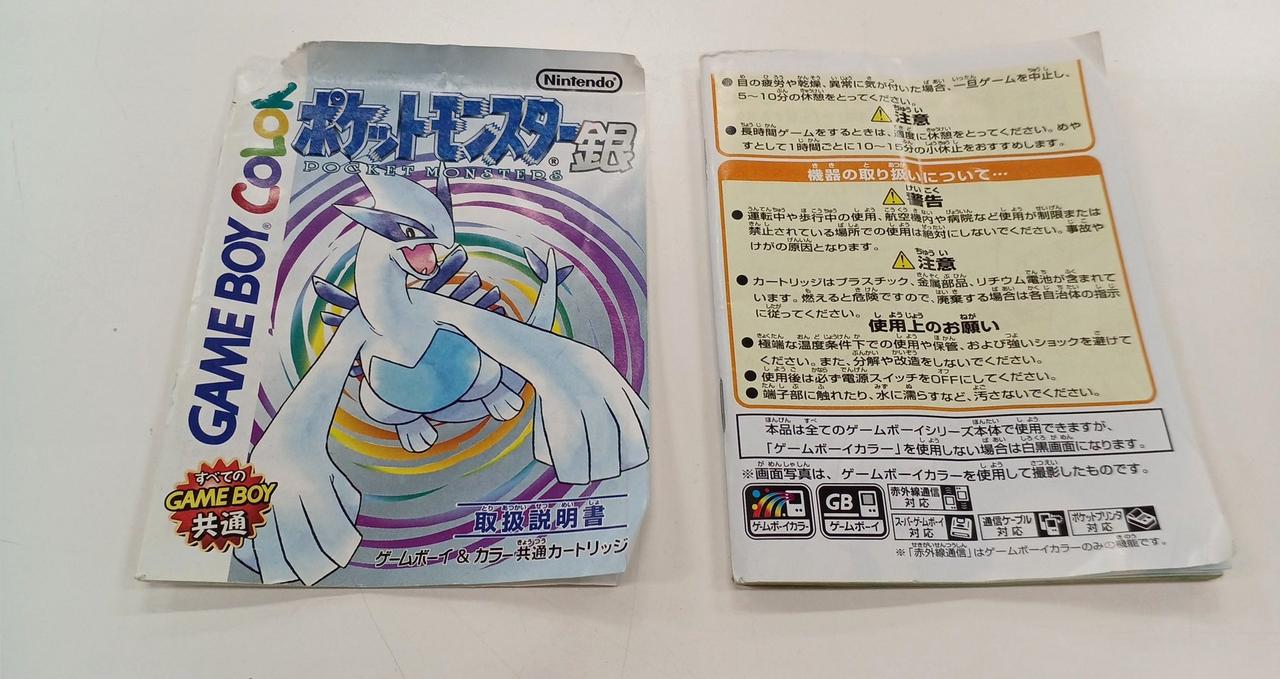 Nintendo
GAME BOY COLOR
ポケットモンスター銀
POCKET MONSTERS
すべての
GAME BOY
共通
取扱説明書
とり あつかい せつ めい しょ
ゲームボーイ & カラー共通カートリッジ
●目の疲労や乾燥、異常に気が付いた場合、一旦ゲームを中止し、
5~10分の休憩をとってください。
注意
●長時間ゲームをするときは、適度に休憩をとってください。めや
すとして1時間ごとに10~15分の小休止をおすすめします。
機器の取り扱いについて…
警告
●運転中や歩行中の使用、航空機内や病院など使用が制限または
禁止されている場所での使用は絶対にしないでください。事故や
けがの原因となります。
注意
●カートリッジはプラスチック、金属部品、リチウム電池が含まれて
います。燃えると危険ですので、廃棄する場合は各自治体の指示
に従ってください。
使用上のお願い
●極端な温度条件下での使用や保管、および強いショックを避けて
ください。また、分解や改造をしないでください。
●使用後は必ず電源スイッチをOFFにしてください。
●端子部に触れたり、水に濡らすなど、汚さないでください。
本品は全てのゲームボーイシリーズ本体で使用できますが、
「ゲームボーイカラー」を使用しない場合は白黒画面になります。
※画面写真は、ゲームボーイカラーを使用して撮影したものです。
ゲームボーイカラー
GB
ゲームボーイ
赤外線通信
対応
スーパーゲームボーイ
対応
通信ケーブル
対応
ポケットプリンタ
対応
※「赤外線通信」はゲームボーイカラーのみの機能です。